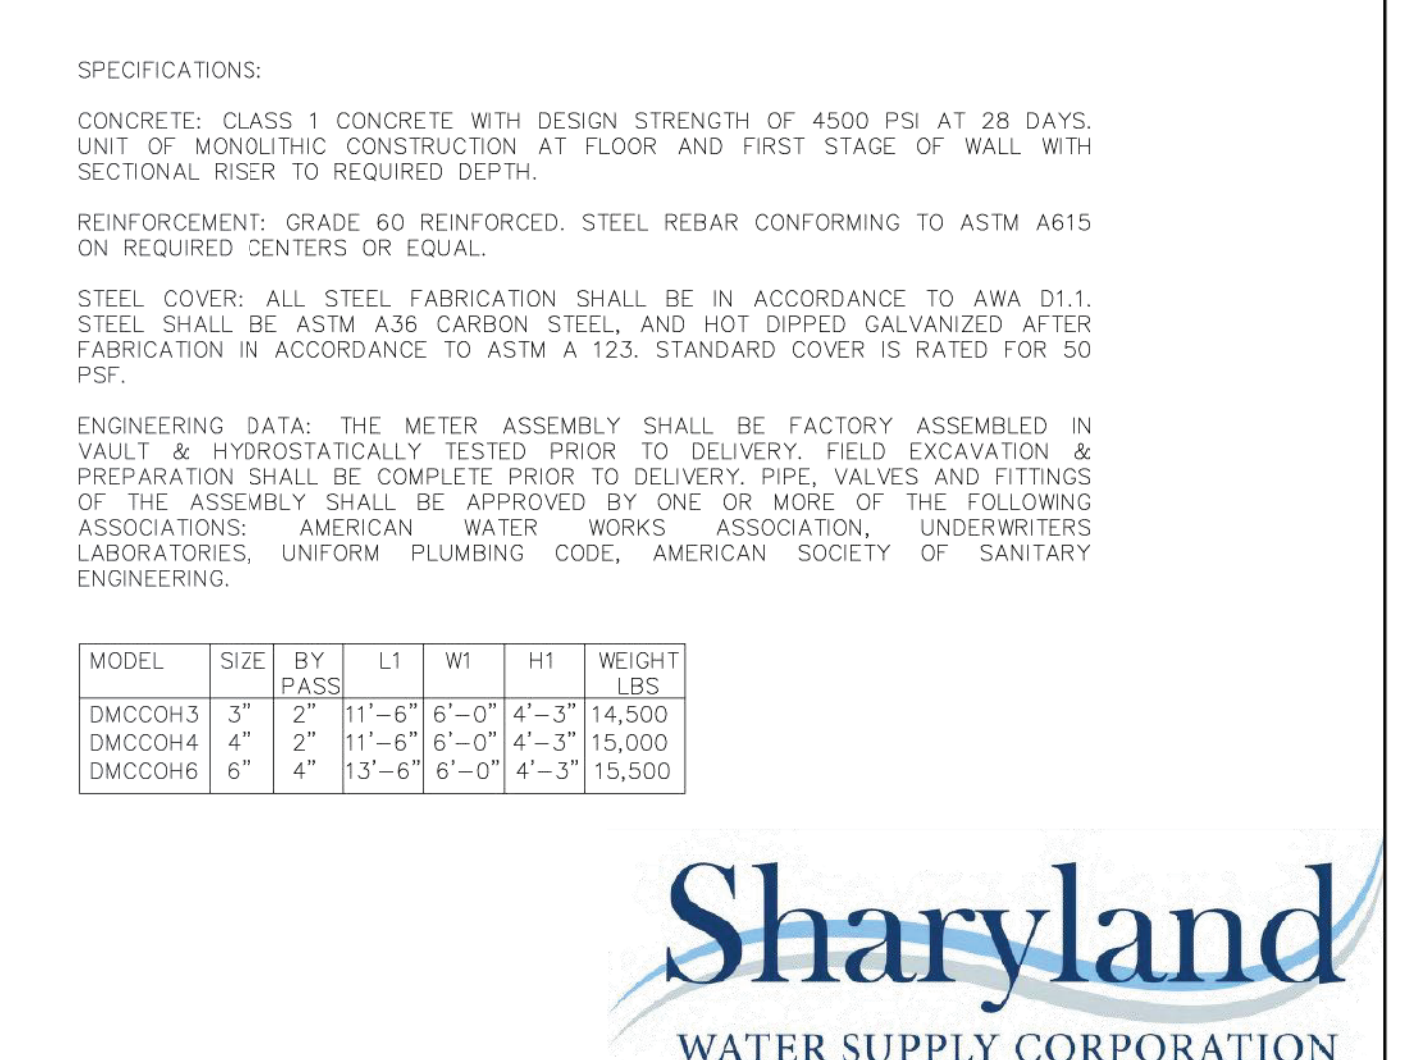 SPECIFICATIONS:
CONCRETE: CLASS 1 CONCRETE WITH DESIGN STRENGTH OF 4500 PSI AT 28 DAYS.
UNIT OF MONOLITHIC CONSTRUCTION AT FLOOR AND FIRST STAGE OF WALL WITH
SECTIONAL RISER TO REQUIRED DEPTH.
REINFORCEMENT: GRADE 60 REINFORCED. STEEL REBAR CONFORMING TO ASTM A615
ON REQUIRED CENTERS OR EQUAL.
STEEL COVER: ALL STEEL FABRICATION SHALL BE IN ACCORDANCE TO AWA D1.1.
STEEL SHALL BE ASTM A36 CARBON STEEL, AND HOT DIPPED GALVANIZED AFTER
FABRICATION IN ACCORDANCE TO ASTM A 123. STANDARD COVER IS RATED FOR 50
PSF.
ENGINEERING DATA: THE METER ASSEMBLY SHALL BE FACTORY ASSEMBLED IN
VAULT & HYDROSTATICALLY TESTED PRIOR TO DELIVERY. FIELD EXCAVATION &
PREPARATION SHALL BE COMPLETE PRIOR TO DELIVERY. PIPE, VALVES AND FITTINGS
OF THE ASSEMBLY SHALL BE APPROVED BY ONE OR MORE OF THE FOLLOWING
ASSOCIATIONS: AMERICAN WATER WORKS ASSOCIATION, UNDERWRITERS
LABORATORIES, UNIFORM PLUMBING CODE, AMERICAN SOCIETY OF SANITARY
ENGINEERING.
MODEL SIZE BY PASS L1 W1 H1 WEIGHT LBS
DMCCOH3 3" 2" 11'-6" 6'-0" 4'-3" 14,500
DMCCOH4 4" 2" 11'-6" 6'-0" 4'-3" 15,000
DMCCOH6 6" 4" 13'-6" 6'-0" 4'-3" 15,500
Sharyland
WATER SUPPLY CORPORATION